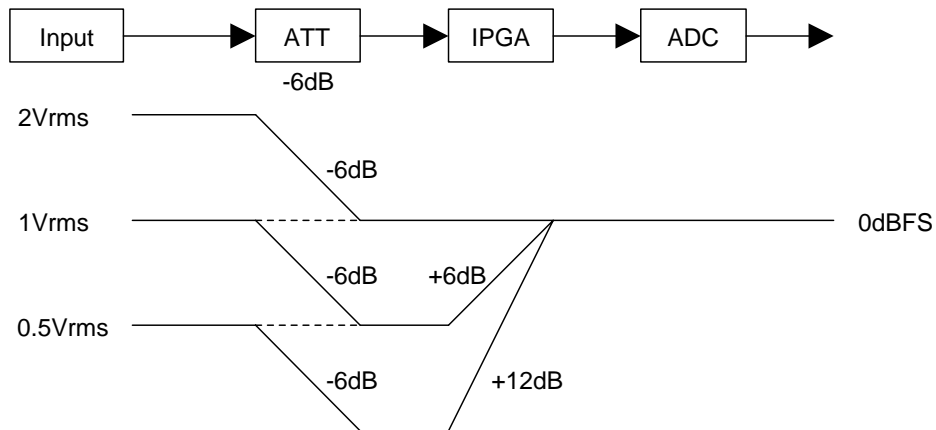 Input ATT IPGA ADC
-6dB
2Vrms
-6dB
1Vrms 0dBFS
-6dB +6dB
0.5Vrms
-6dB +12dB